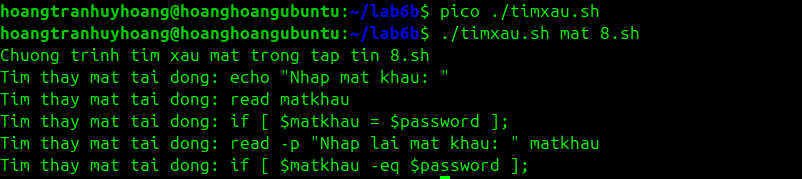 hoangtranhuyhoang@hoanghoangubuntu:~/lab6b$ pico ./timxau.sh
hoangtranhuyhoang@hoanghoangubuntu:~/lab6b$ ./timxau.sh mat 8.sh
Chuong trinh tim xau mat trong tap tin 8.sh
Tim thay mat tai dong: echo "Nhap mat khau: "
Tim thay mat tai dong: read matkhau
Tim thay mat tai dong: if [ $matkhau = $password ];
Tim thay mat tai dong: read -p "Nhap lai mat khau: " matkhau
Tim thay mat tai dong: if [ $matkhau -eq $password ];